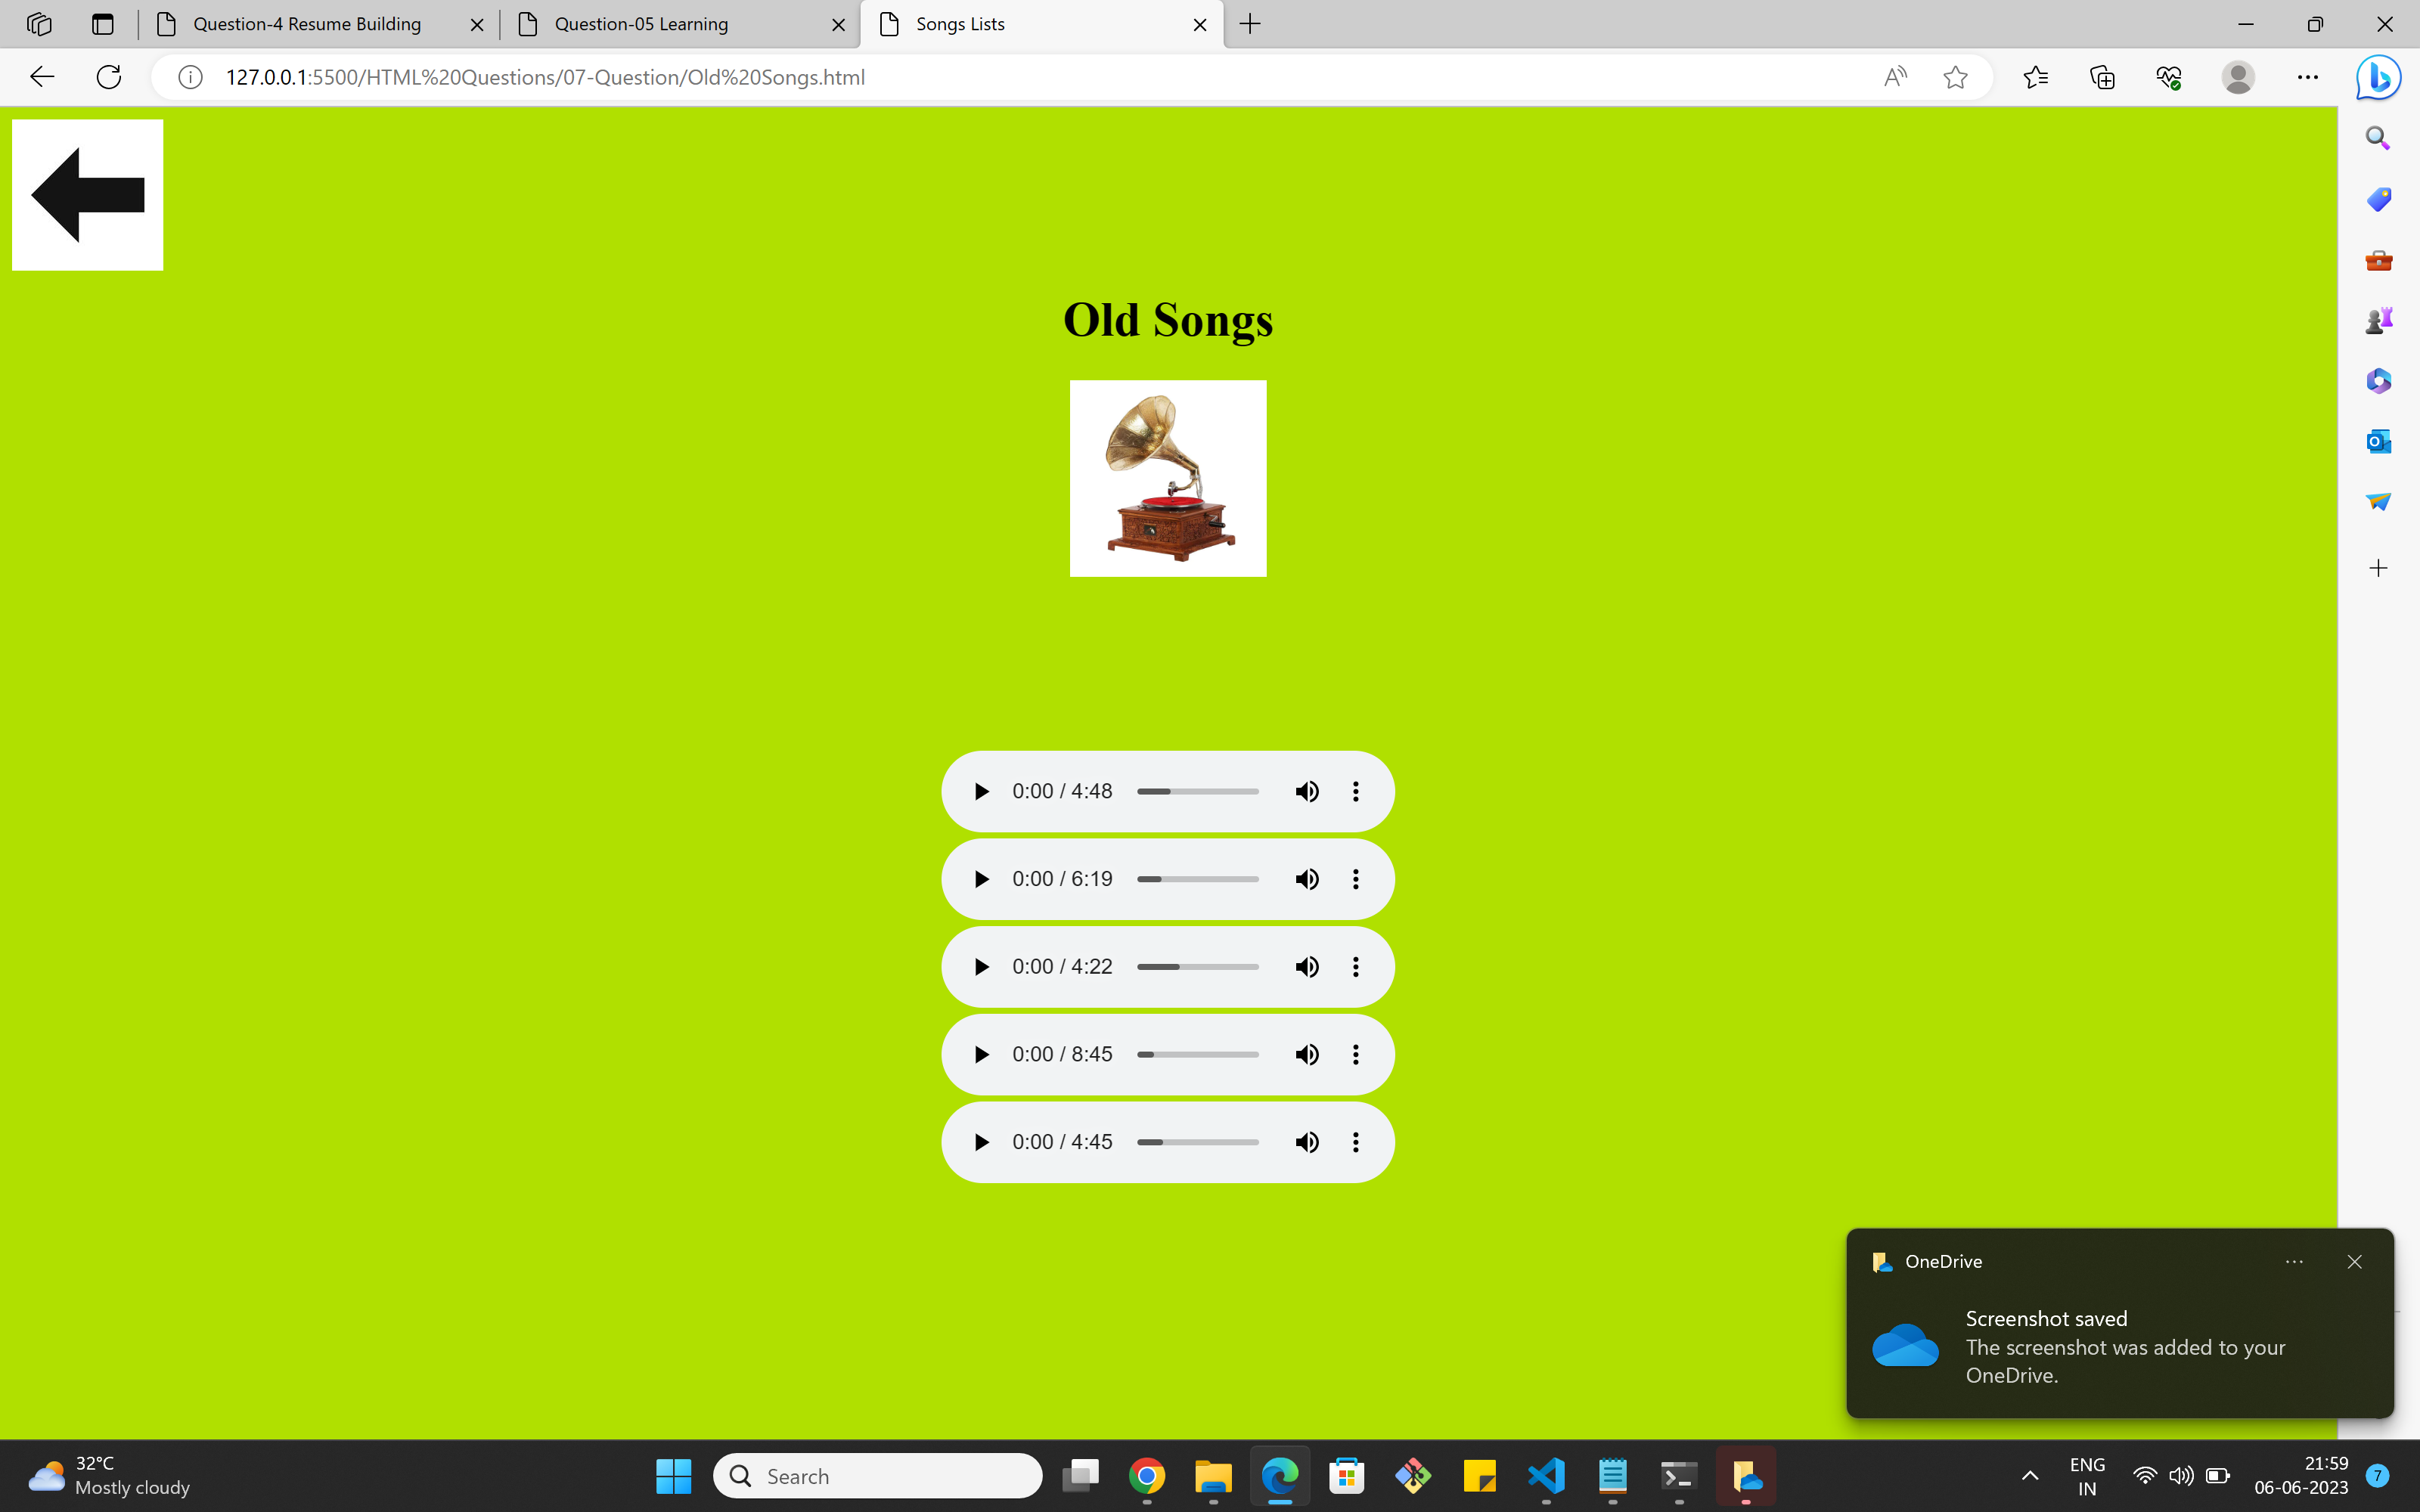 Question-4 Resume Building
Question-05 Learning
Songs Lists
127.0.0.1:5500/HTML%20Questions/07-Question/Old%20Songs.html
Old Songs
0:00 / 4:48
0:00 / 6:19
0:00 / 4:22
0:00 / 8:45
0:00 / 4:45
OneDrive
Screenshot saved
The screenshot was added to your
OneDrive.
32°C
Mostly cloudy
Search
ENG
IN
21:59
06-06-2023
7